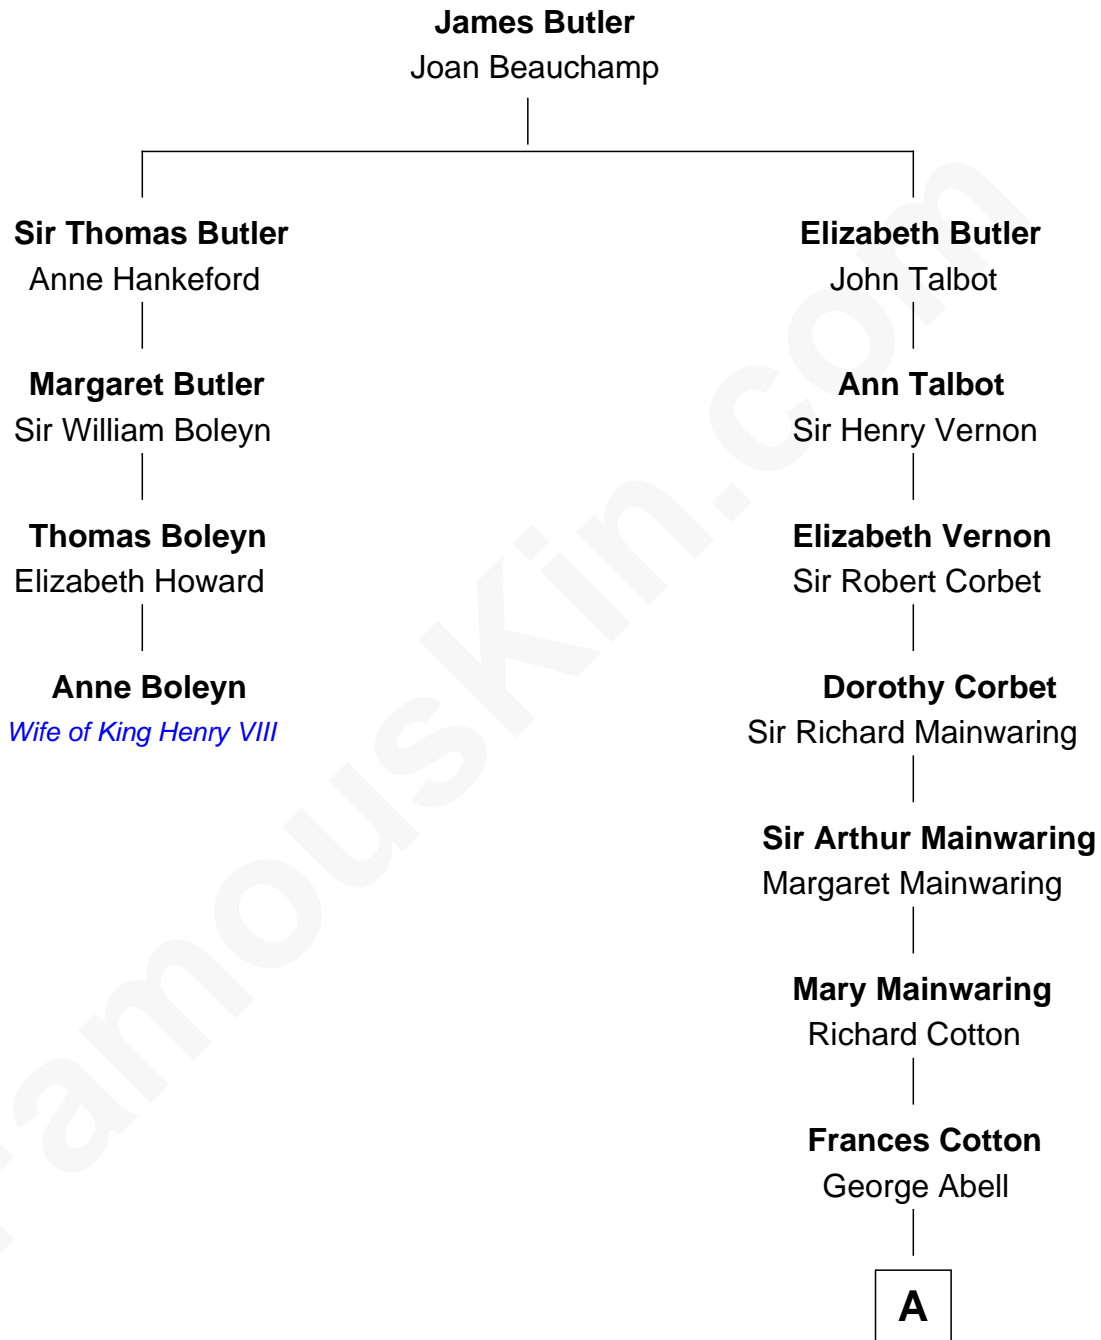 James Butler
Joan Beauchamp
Sir Thomas Butler
Anne Hankeford
Margaret Butler
Sir William Boleyn
Thomas Boleyn
Elizabeth Howard
Anne Boleyn
Wife of King Henry VIII
Elizabeth Butler
John Talbot
Ann Talbot
Sir Henry Vernon
Elizabeth Vernon
Sir Robert Corbet
Dorothy Corbet
Sir Richard Mainwaring
Sir Arthur Mainwaring
Margaret Mainwaring
Mary Mainwaring
Richard Cotton
Frances Cotton
George Abell
A
FamousKin.com